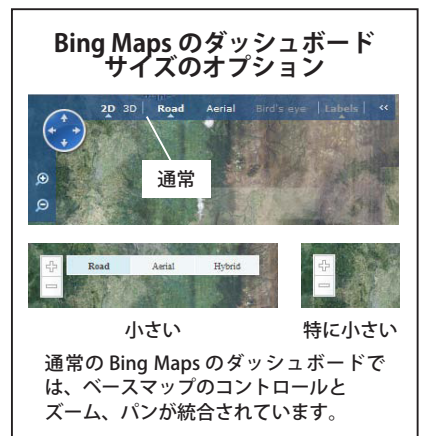 Bing Maps のダッシュボード
サイズのオプション
2D 3D | Road Aerial Bird's eye | Labels | <<
通常
Road Aerial Hybrid
小さい 特に小さい
通常の Bing Maps のダッシュボードで
は、ベースマップのコントロールと
ズーム、パンが統合されています。